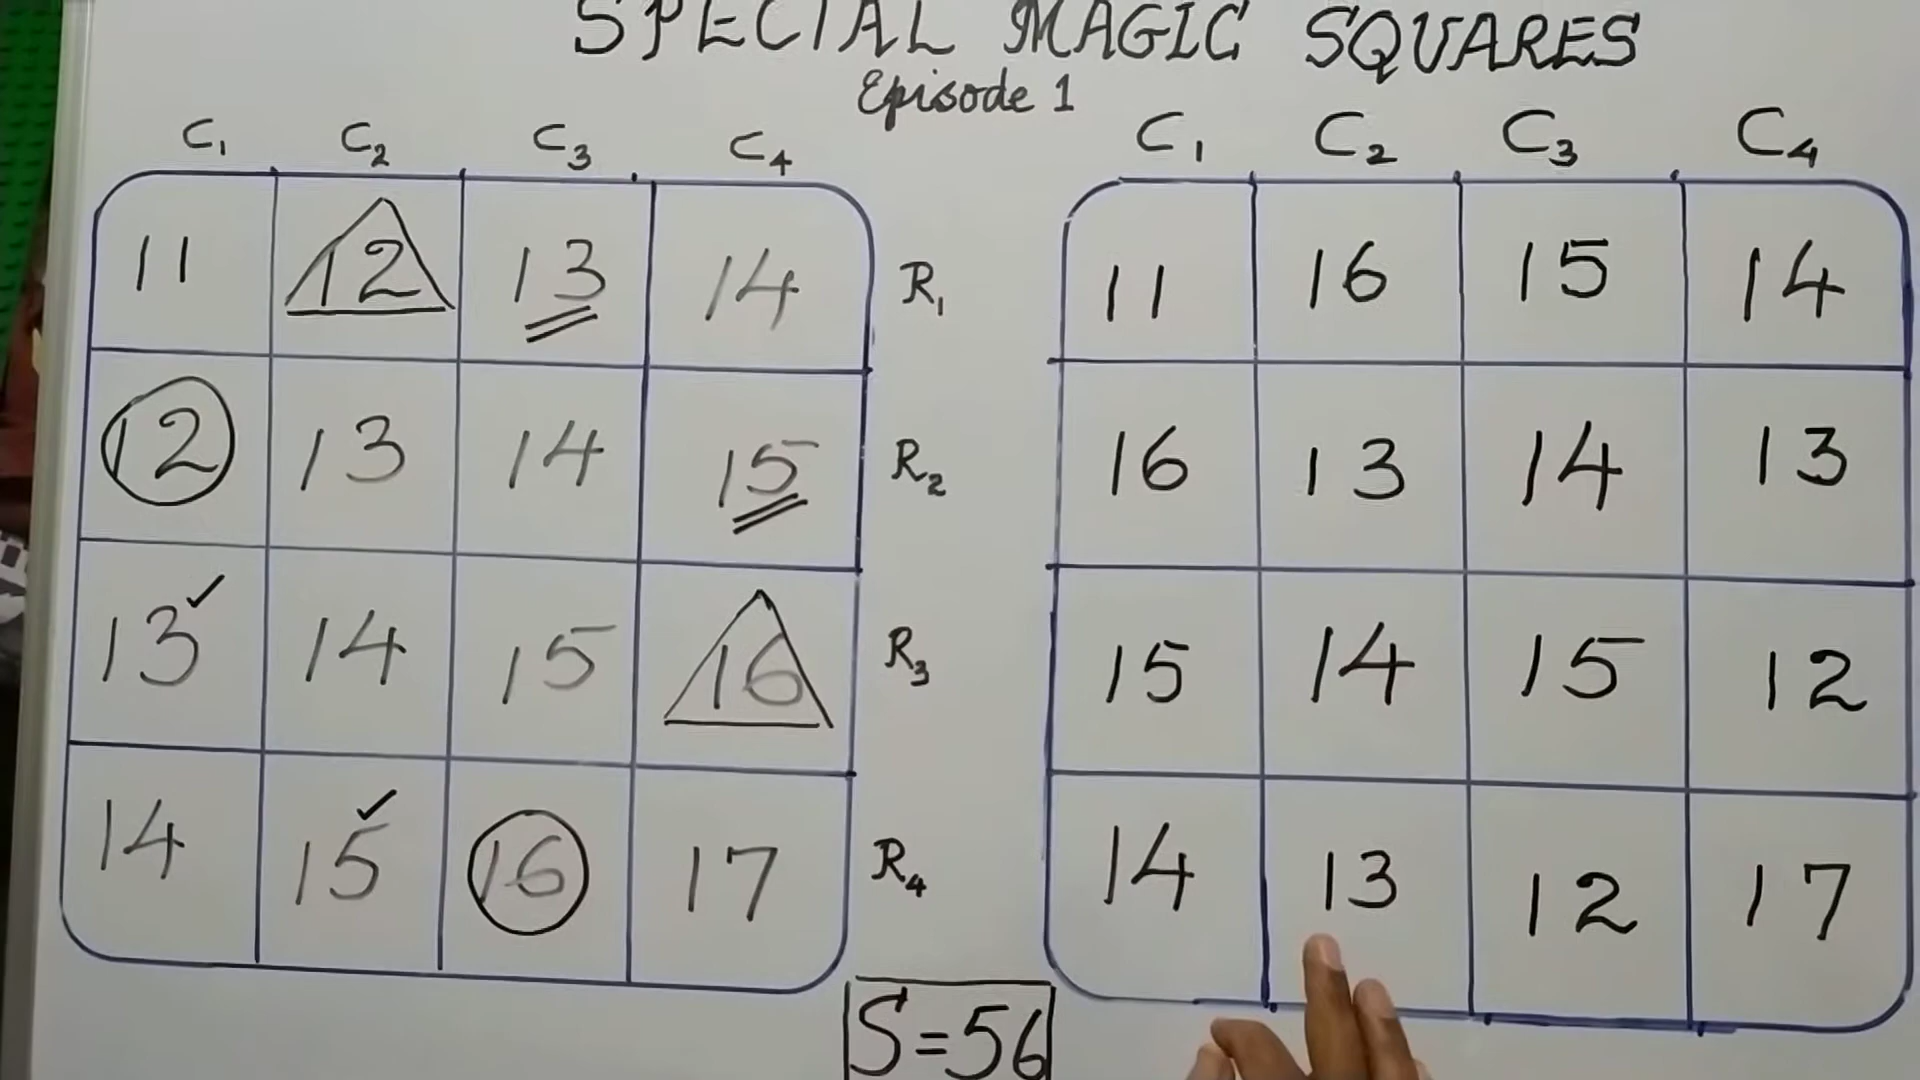 SPECIAL MAGIC SQUARES
Episode 1
C₁ C₂ C₃ C₄
11 12 13 14 R₁
12 13 14 15 R₂
13 14 15 16 R₃
14 15 16 17 R₄
C₁ C₂ C₃ C₄
11 16 15 14
16 13 14 13
15 14 15 12
14 13 12 17
S=56